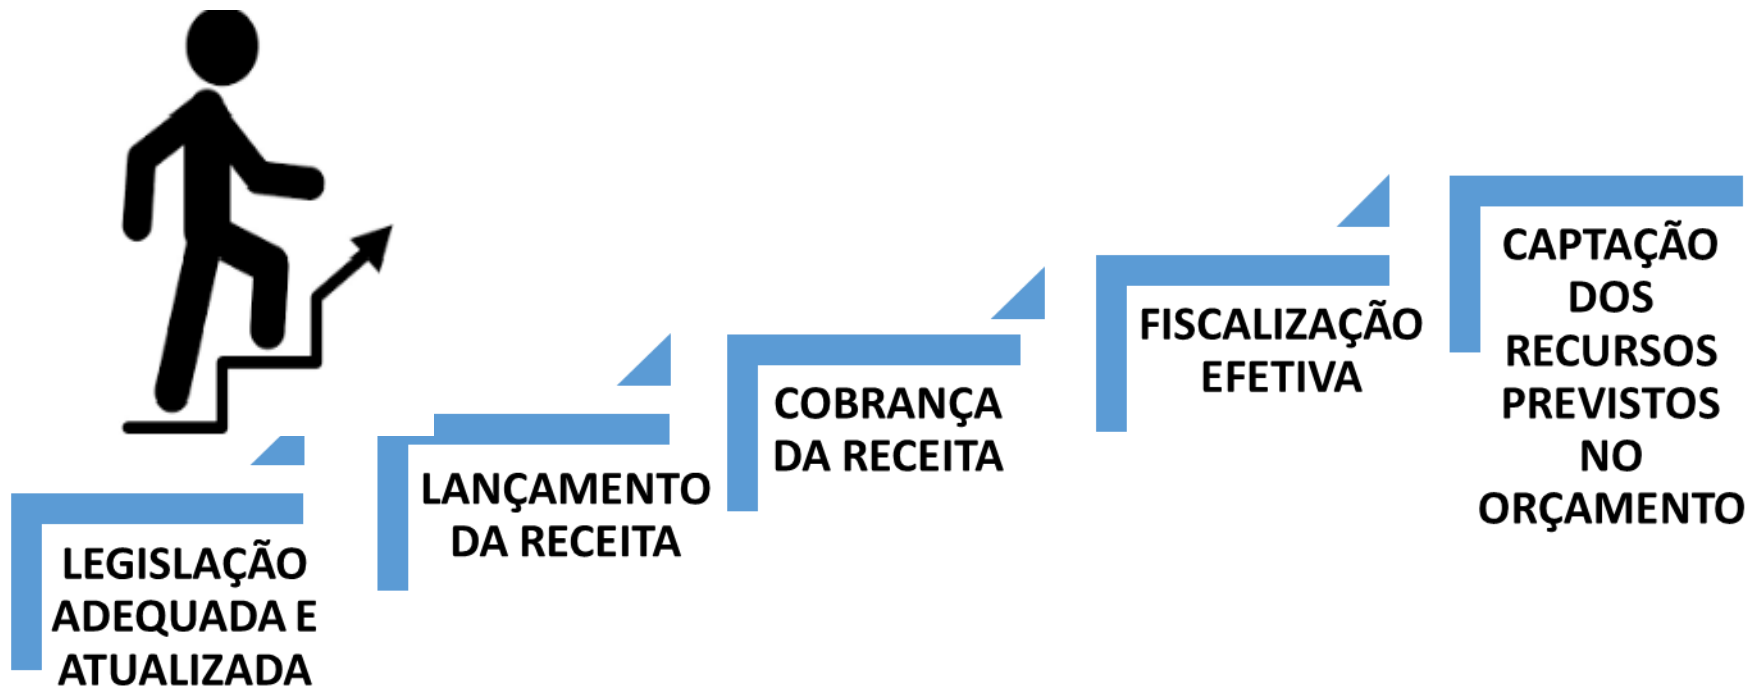 LEGISLAÇÃO
ADEQUADA E
ATUALIZADA
LANÇAMENTO
DA RECEITA
COBRANÇA
DA RECEITA
FISCALIZAÇÃO
EFETIVA
CAPTAÇÃO
DOS
RECURSOS
PREVISTOS
NO
ORÇAMENTO